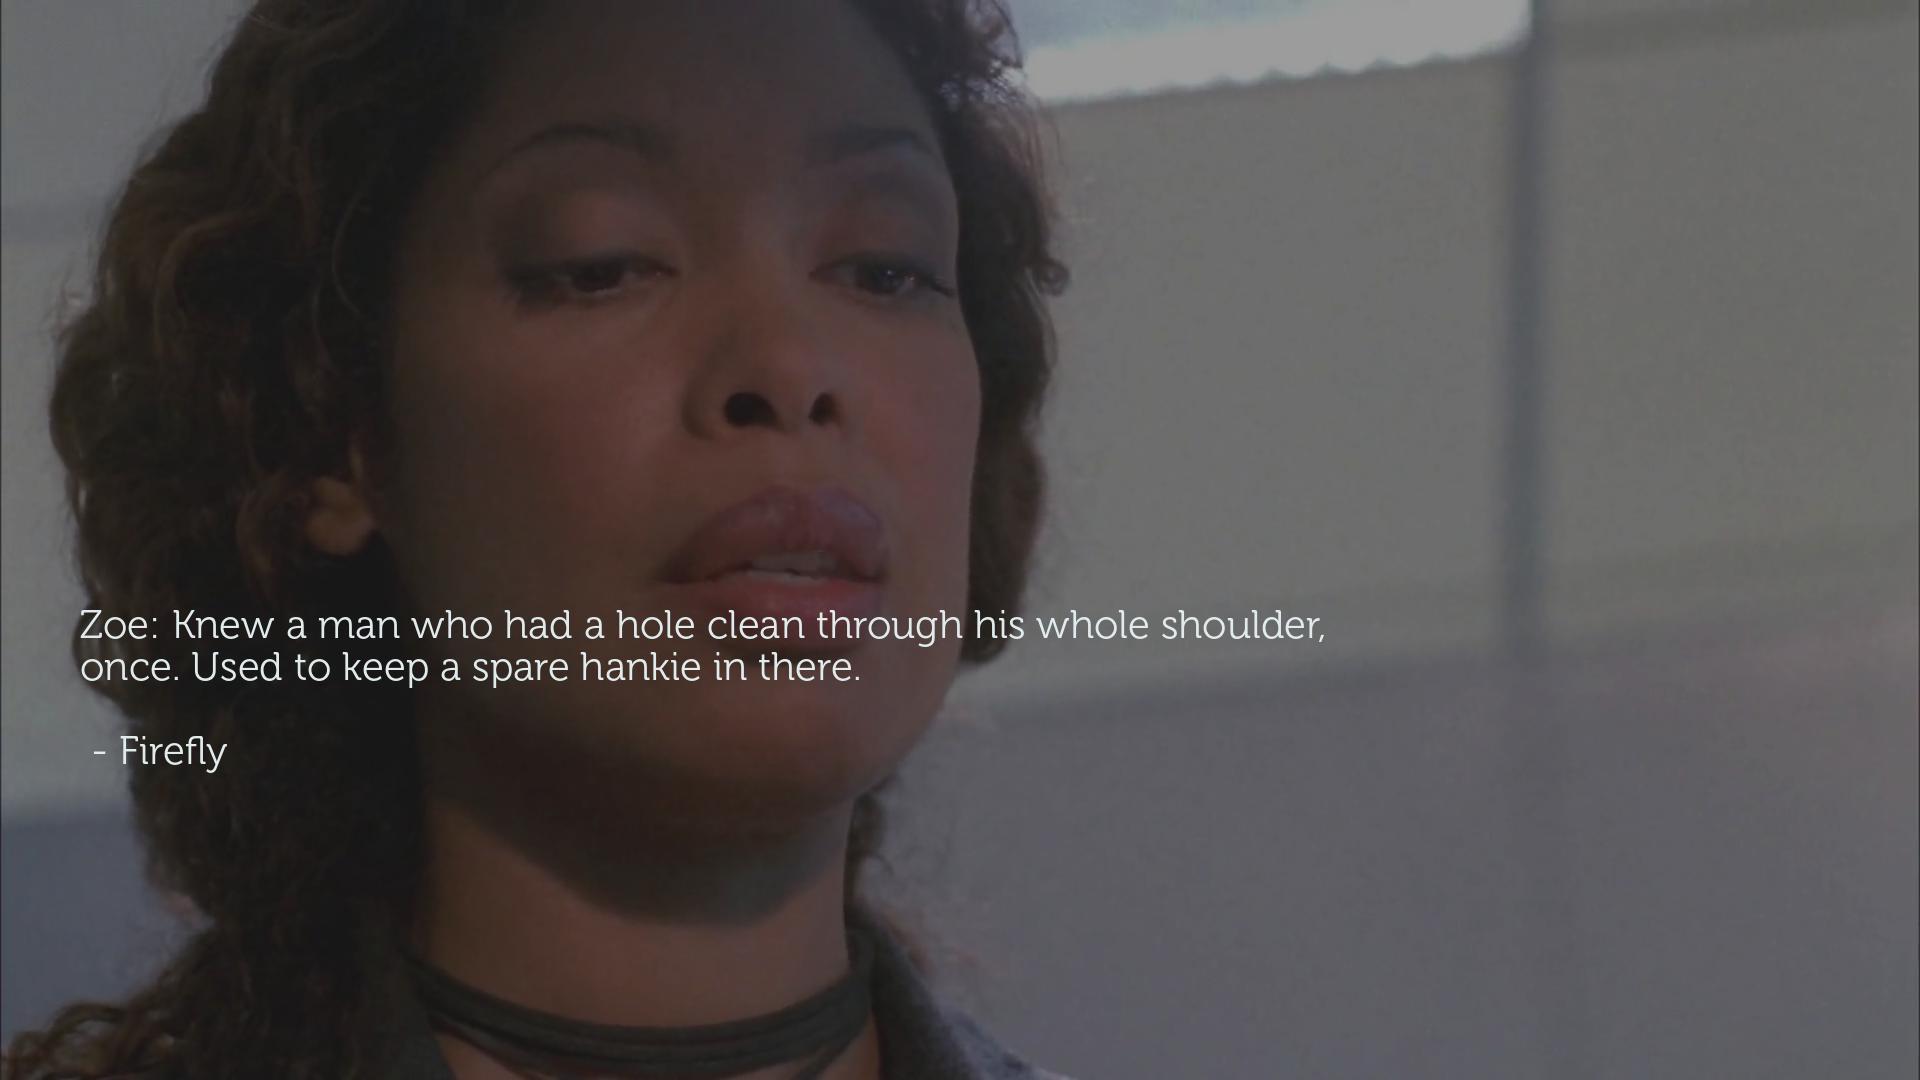 Zoe: Knew a man who had a hole clean through his whole shoulder,
once. Used to keep a spare hankie in there.
- Firefly